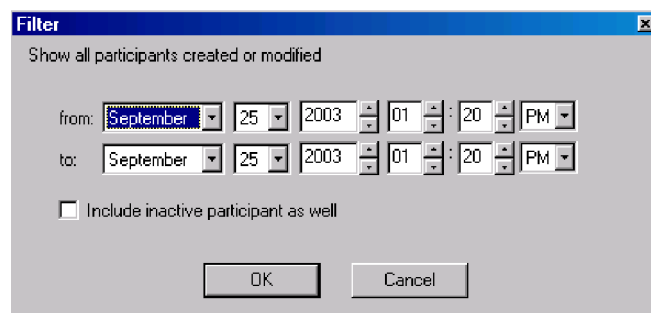 Filter
Show all participants created or modified
from: September 25 2003 01 : 20 PM
to: September 25 2003 01 : 20 PM
Include inactive participant as well
OK Cancel